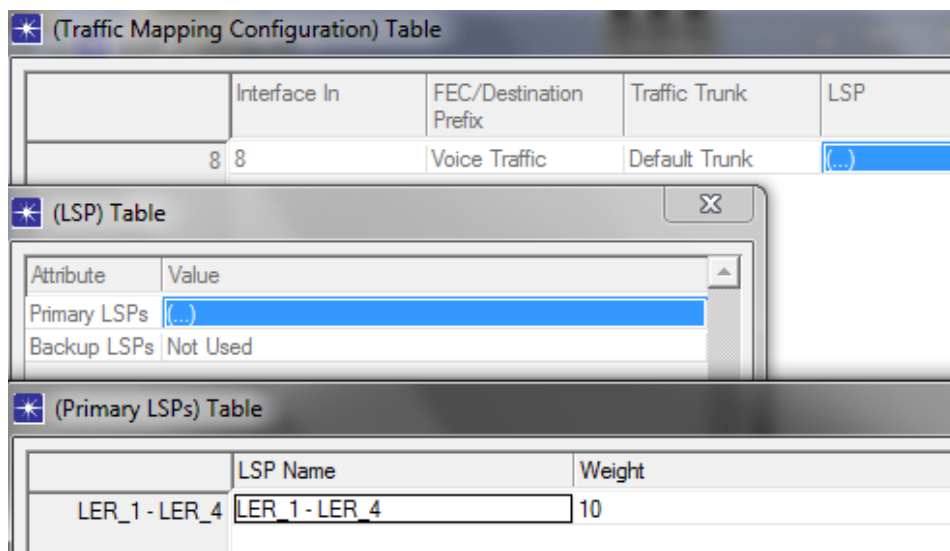 (Traffic Mapping Configuration) Table
Interface In FEC/Destination Prefix Traffic Trunk LSP
8 8 Voice Traffic Default Trunk (...)
(LSP) Table
Attribute Value
Primary LSPs (...)
Backup LSPs Not Used
(Primary LSPs) Table
LSP Name Weight
LER_1 - LER_4 LER_1 - LER_4 10